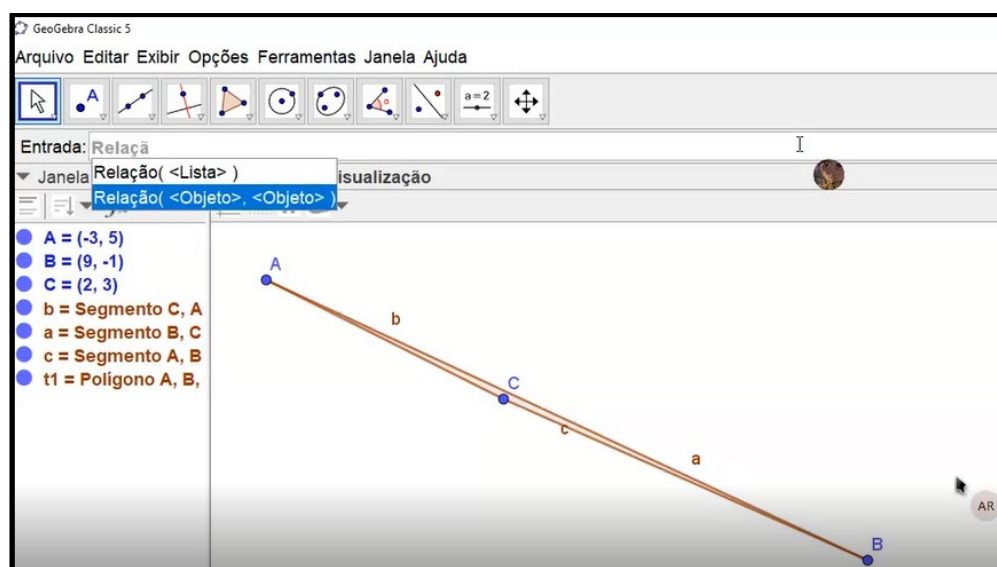 GeoGebra Classic 5
Arquivo Editar Exibir Opções Ferramentas Janela Ajuda
A
α
a=2
Entrada: Relaçã
Relação( <Lista> )
Janela isualização
Relação( <Objeto>, <Objeto> )
A = (-3, 5)
B = (9, -1)
C = (2, 3)
b = Segmento C, A
a = Segmento B, C
c = Segmento A, B
t1 = Polígono A, B,
A
b
C
c
a
AR
B